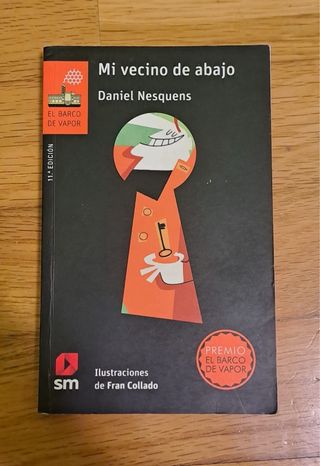 Mi vecino de abajo
Daniel Nesquens
EL BARCO
DE VAPOR
11.ª EDICIÓN
PREMIO
EL BARCO
DE VAPOR
sm
Ilustraciones
de Fran Collado